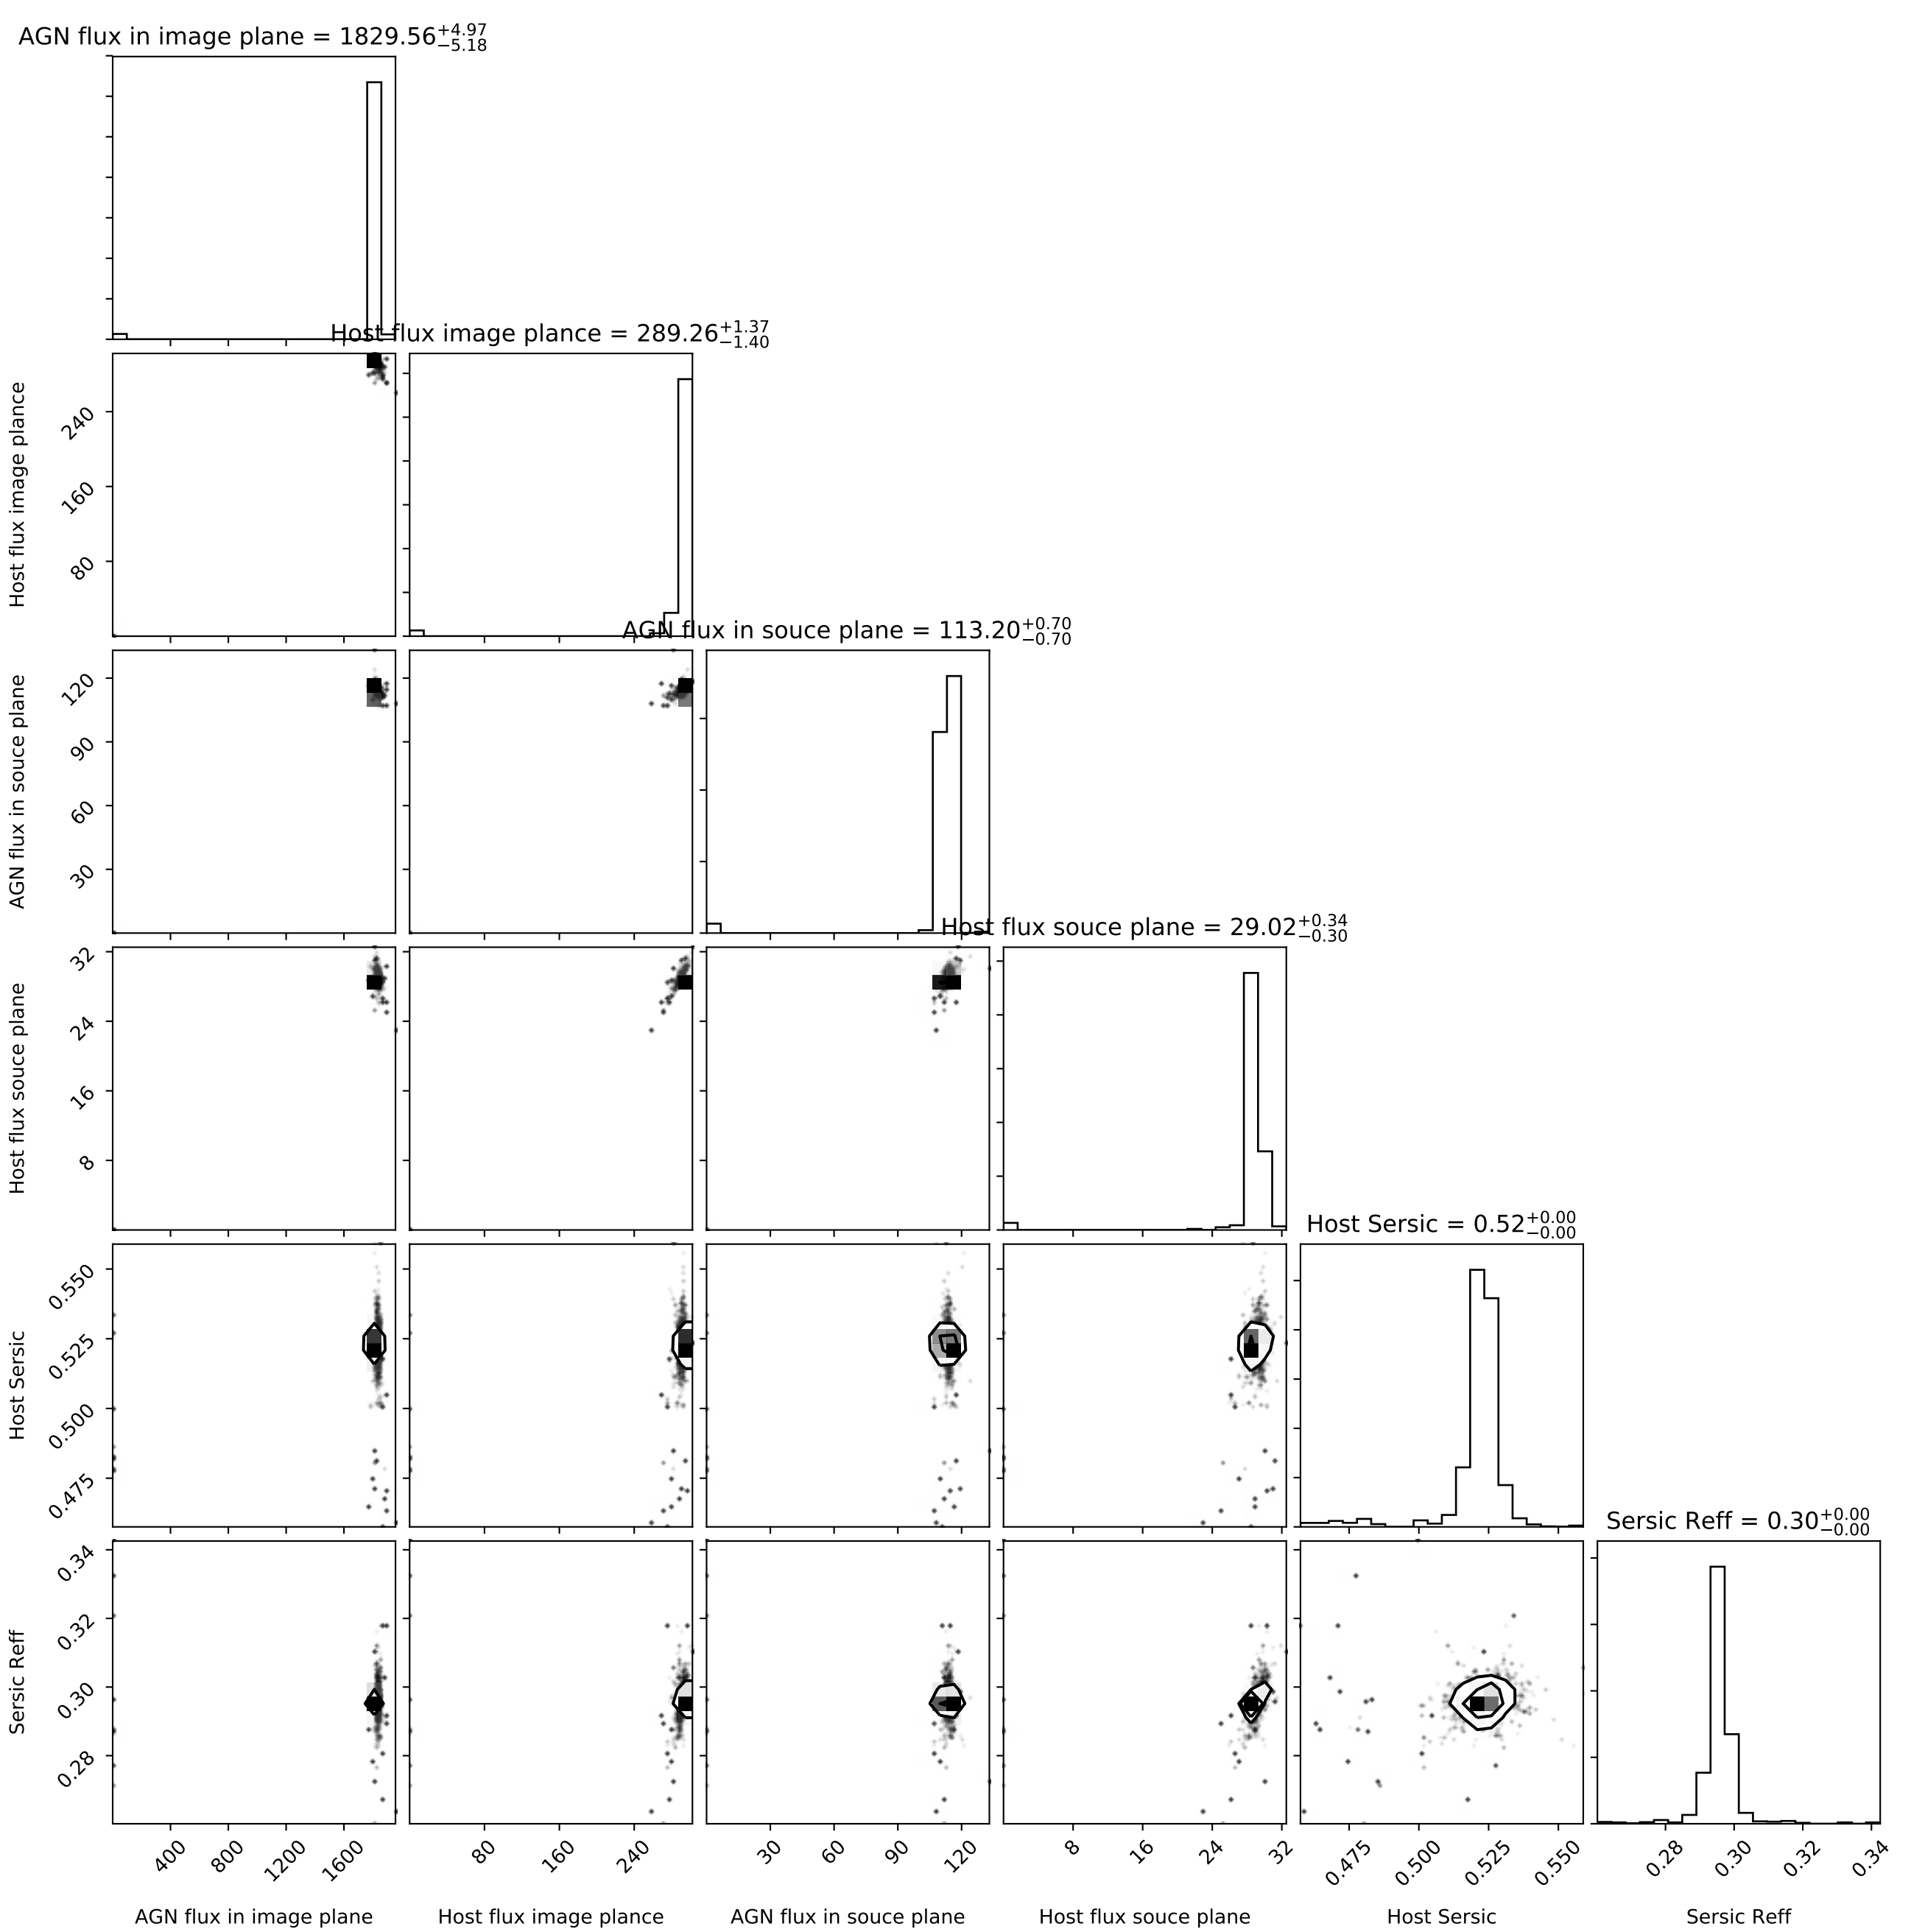 AGN flux in image plane = 1829.56+4.97−5.18
Host flux image plance = 289.26+1.37−1.40
Host flux image plance
240
160
80
AGN flux in souce plane = 113.20+0.70−0.70
AGN flux in souce plane
120
90
60
30
Host flux souce plane = 29.02+0.34−0.30
Host flux souce plane
32
24
16
8
Host Sersic = 0.52+0.00−0.00
Host Sersic
0.550
0.525
0.500
0.475
Sersic Reff = 0.30+0.00−0.00
Sersic Reff
0.34
0.32
0.30
0.28
400 800 1200 1600 80 160 240 30 60 90 120 8 16 24 32 0.475 0.500 0.525 0.550 0.28 0.30 0.32 0.34
AGN flux in image plane Host flux image plance AGN flux in souce plane Host flux souce plane Host Sersic Sersic Reff